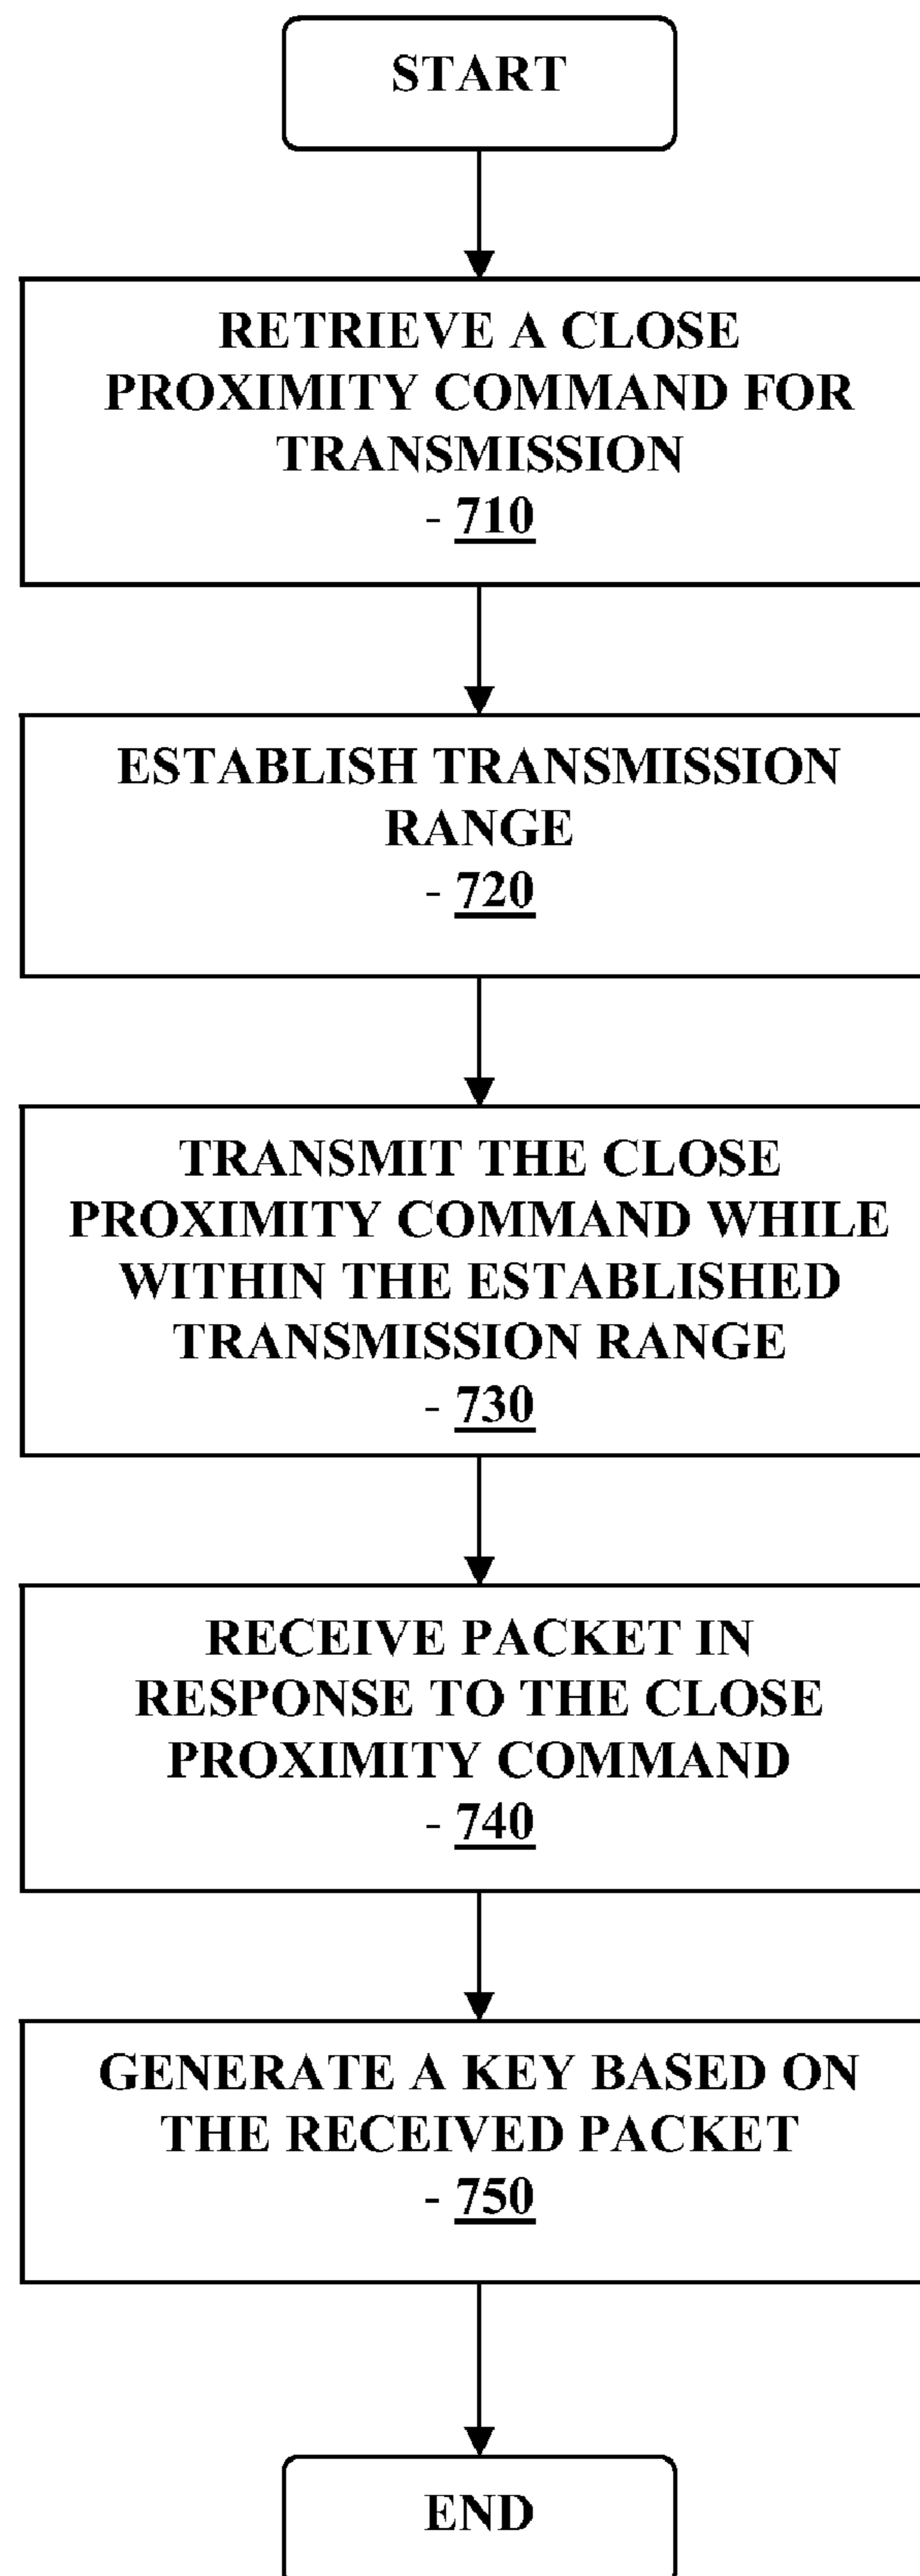 START
RETRIEVE A CLOSE
PROXIMITY COMMAND FOR
TRANSMISSION
- 710
ESTABLISH TRANSMISSION
RANGE
- 720
TRANSMIT THE CLOSE
PROXIMITY COMMAND WHILE
WITHIN THE ESTABLISHED
TRANSMISSION RANGE
- 730
RECEIVE PACKET IN
RESPONSE TO THE CLOSE
PROXIMITY COMMAND
- 740
GENERATE A KEY BASED ON
THE RECEIVED PACKET
- 750
END